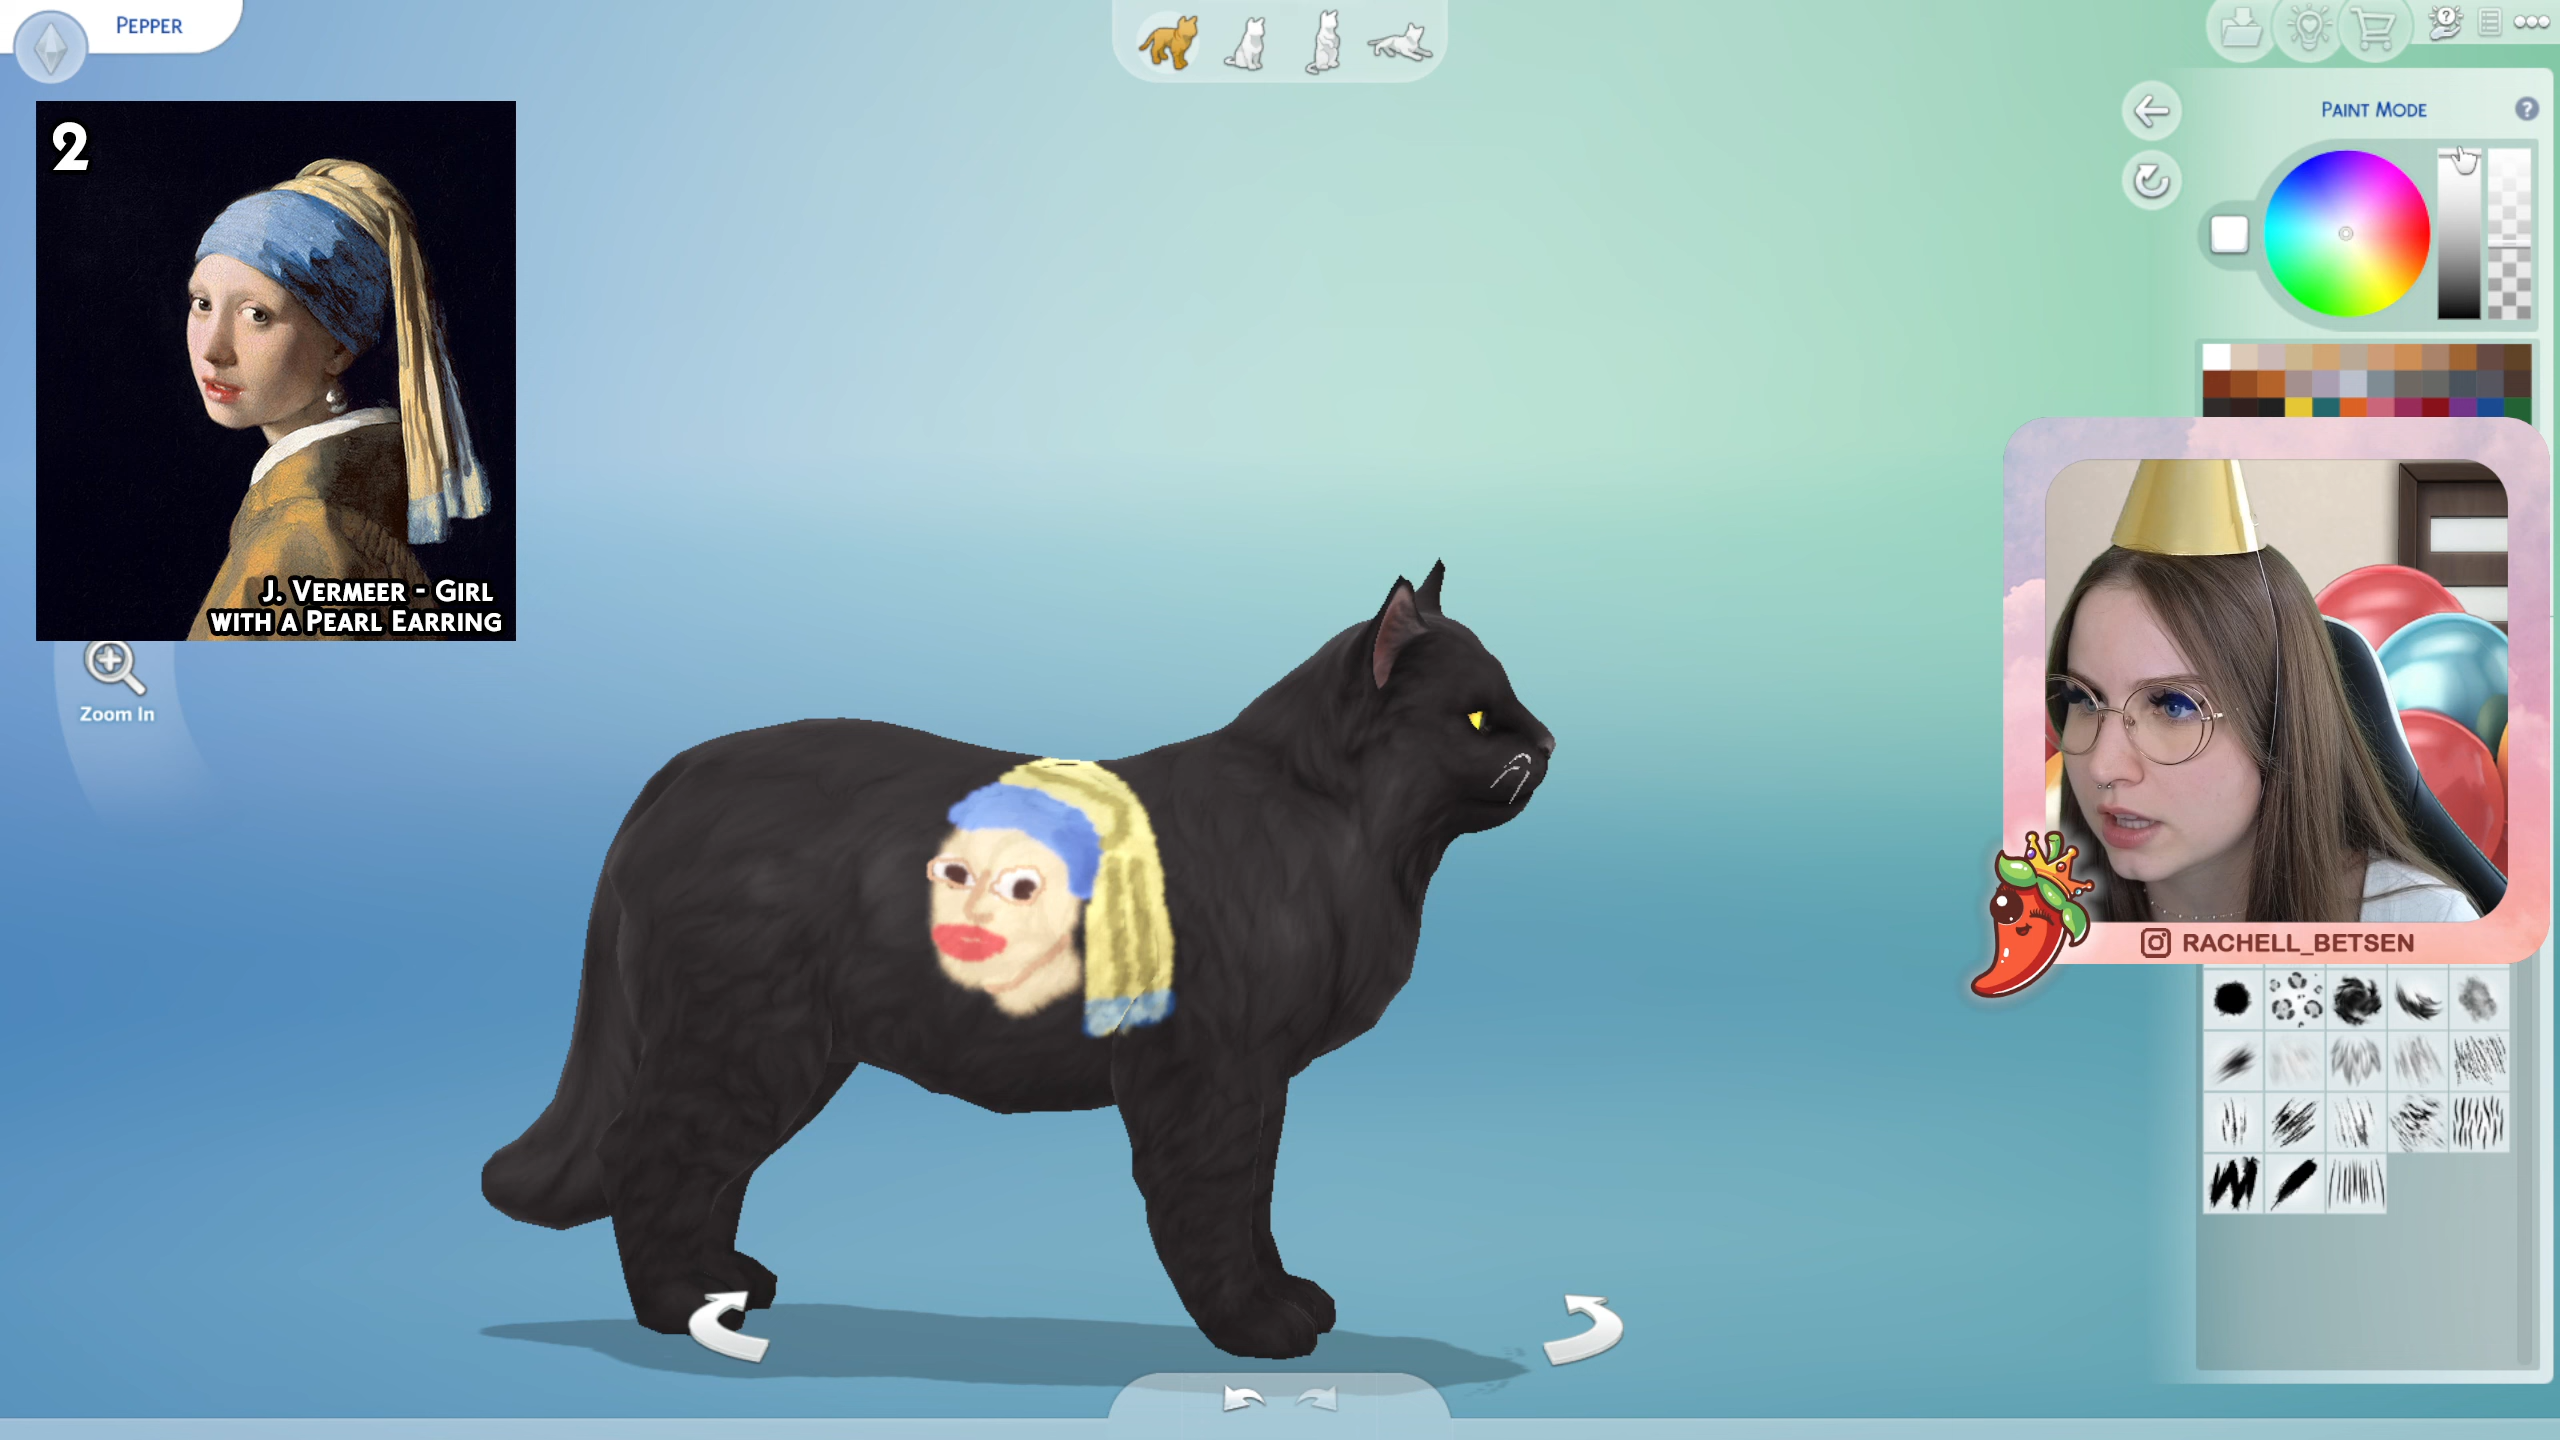 PEPPER
2
J. VERMEER - GIRL
WITH A PEARL EARRING
Zoom In
PAINT MODE
?
?
RACHELL_BETSEN